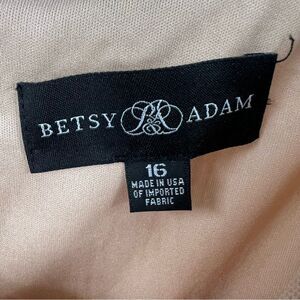 BETSY ADAM
16
MADE IN USA
OF IMPORTED
FABRIC